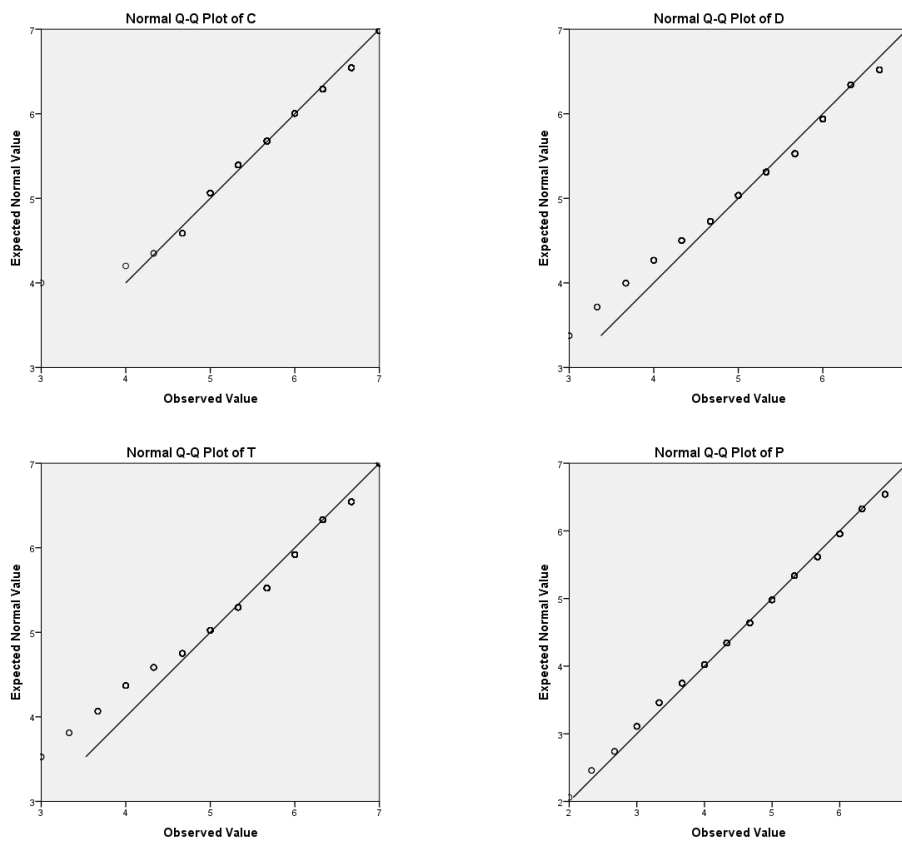 Normal Q-Q Plot of C
7
6
5
4
3
Expected Normal Value
3 4 5 6 7
Observed Value
Normal Q-Q Plot of D
7
6
5
4
3
Expected Normal Value
3 4 5 6
Observed Value
Normal Q-Q Plot of T
7
6
5
4
3
Expected Normal Value
3 4 5 6 7
Observed Value
Normal Q-Q Plot of P
7
6
5
4
3
2
Expected Normal Value
2 3 4 5 6
Observed Value